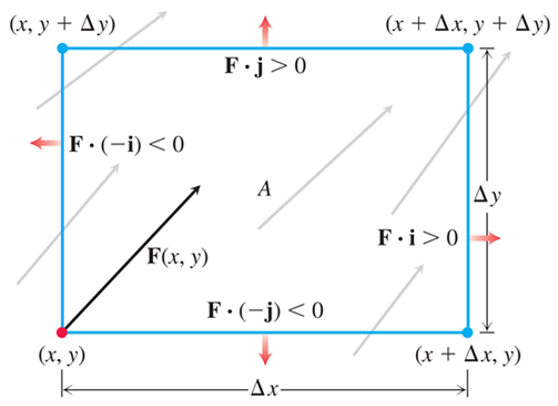 (x, y + Δy)
(x + Δx, y + Δy)
F · j > 0
F · (−i) < 0
A
Δy
F · i > 0
F(x, y)
F · (−j) < 0
(x, y)
(x + Δx, y)
Δx